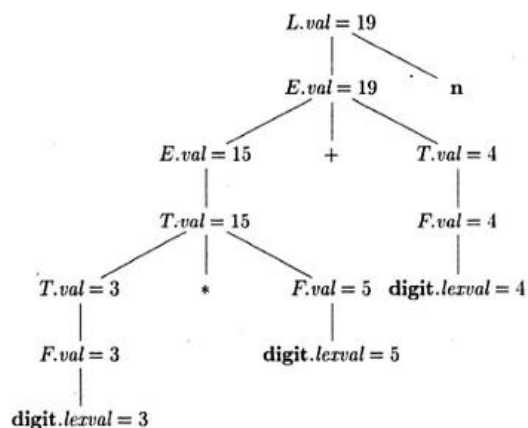 L.val = 19
E.val = 19 n
E.val = 15 + T.val = 4
T.val = 15 F.val = 4
T.val = 3 * F.val = 5 digit.lexval = 4
F.val = 3 digit.lexval = 5
digit.lexval = 3